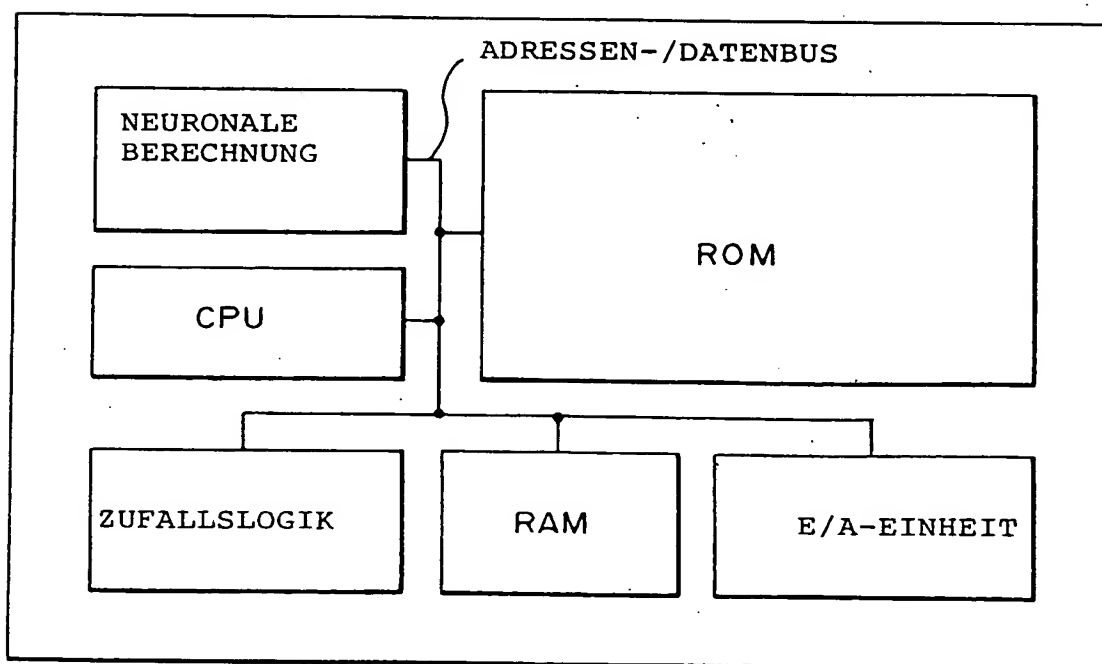 ADRESSEN-/DATENBUS
NEURONALE
BERECHNUNG
ROM
CPU
ZUFALLSLOGIK
RAM
E/A-EINHEIT